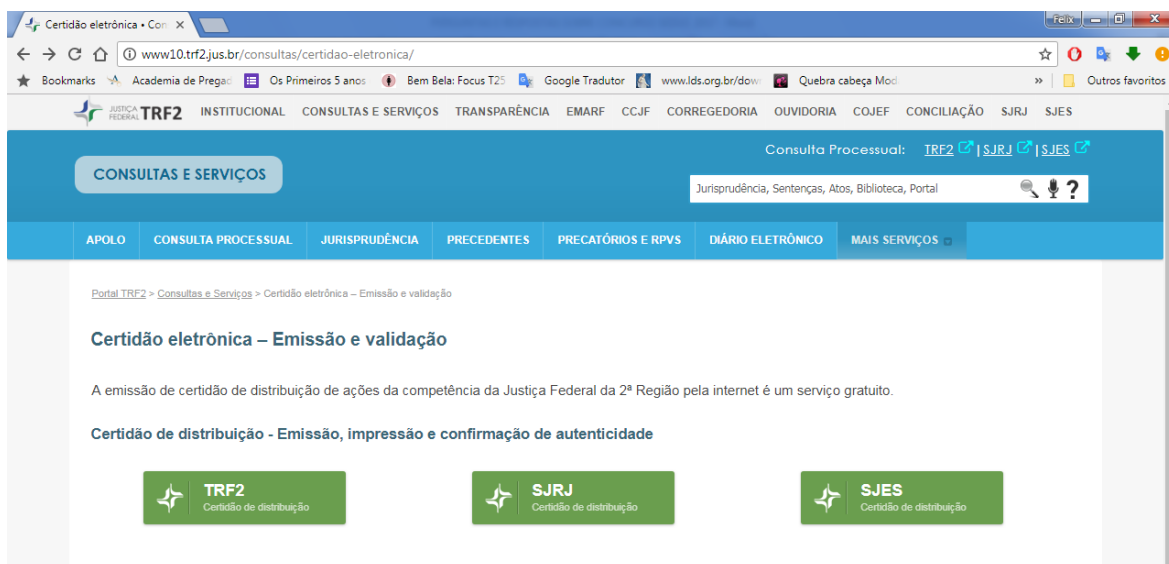 Certidão eletrônica • Con
Felix
www10.trf2.jus.br/consultas/certidao-eletronica/
Bookmarks Academia de Pregaç Os Primeiros 5 anos Bem Bela: Focus T25 Google Tradutor www.lds.org.br/dow Quebra cabeça Mod. » Outros favoritos
JUSTIÇA FEDERAL TRF2 INSTITUCIONAL CONSULTAS E SERVIÇOS TRANSPARÊNCIA EMARF CCJF CORREGEDORIA OUVIDORIA COJEF CONCILIAÇÃO SJRJ SJES
Consulta Processual: TRF2 | SJRJ | SJES
CONSULTAS E SERVIÇOS
Jurisprudência, Sentenças, Atos, Biblioteca, Portal ?
APOLO CONSULTA PROCESSUAL JURISPRUDÊNCIA PRECEDENTES PRECATÓRIOS E RPVS DIÁRIO ELETRÔNICO MAIS SERVIÇOS
Portal TRF2 > Consultas e Serviços > Certidão eletrônica – Emissão e validação
Certidão eletrônica – Emissão e validação
A emissão de certidão de distribuição de ações da competência da Justiça Federal da 2ª Região pela internet é um serviço gratuito.
Certidão de distribuição - Emissão, impressão e confirmação de autenticidade
TRF2 SJRJ SJES
Certidão de distribuição Certidão de distribuição Certidão de distribuição